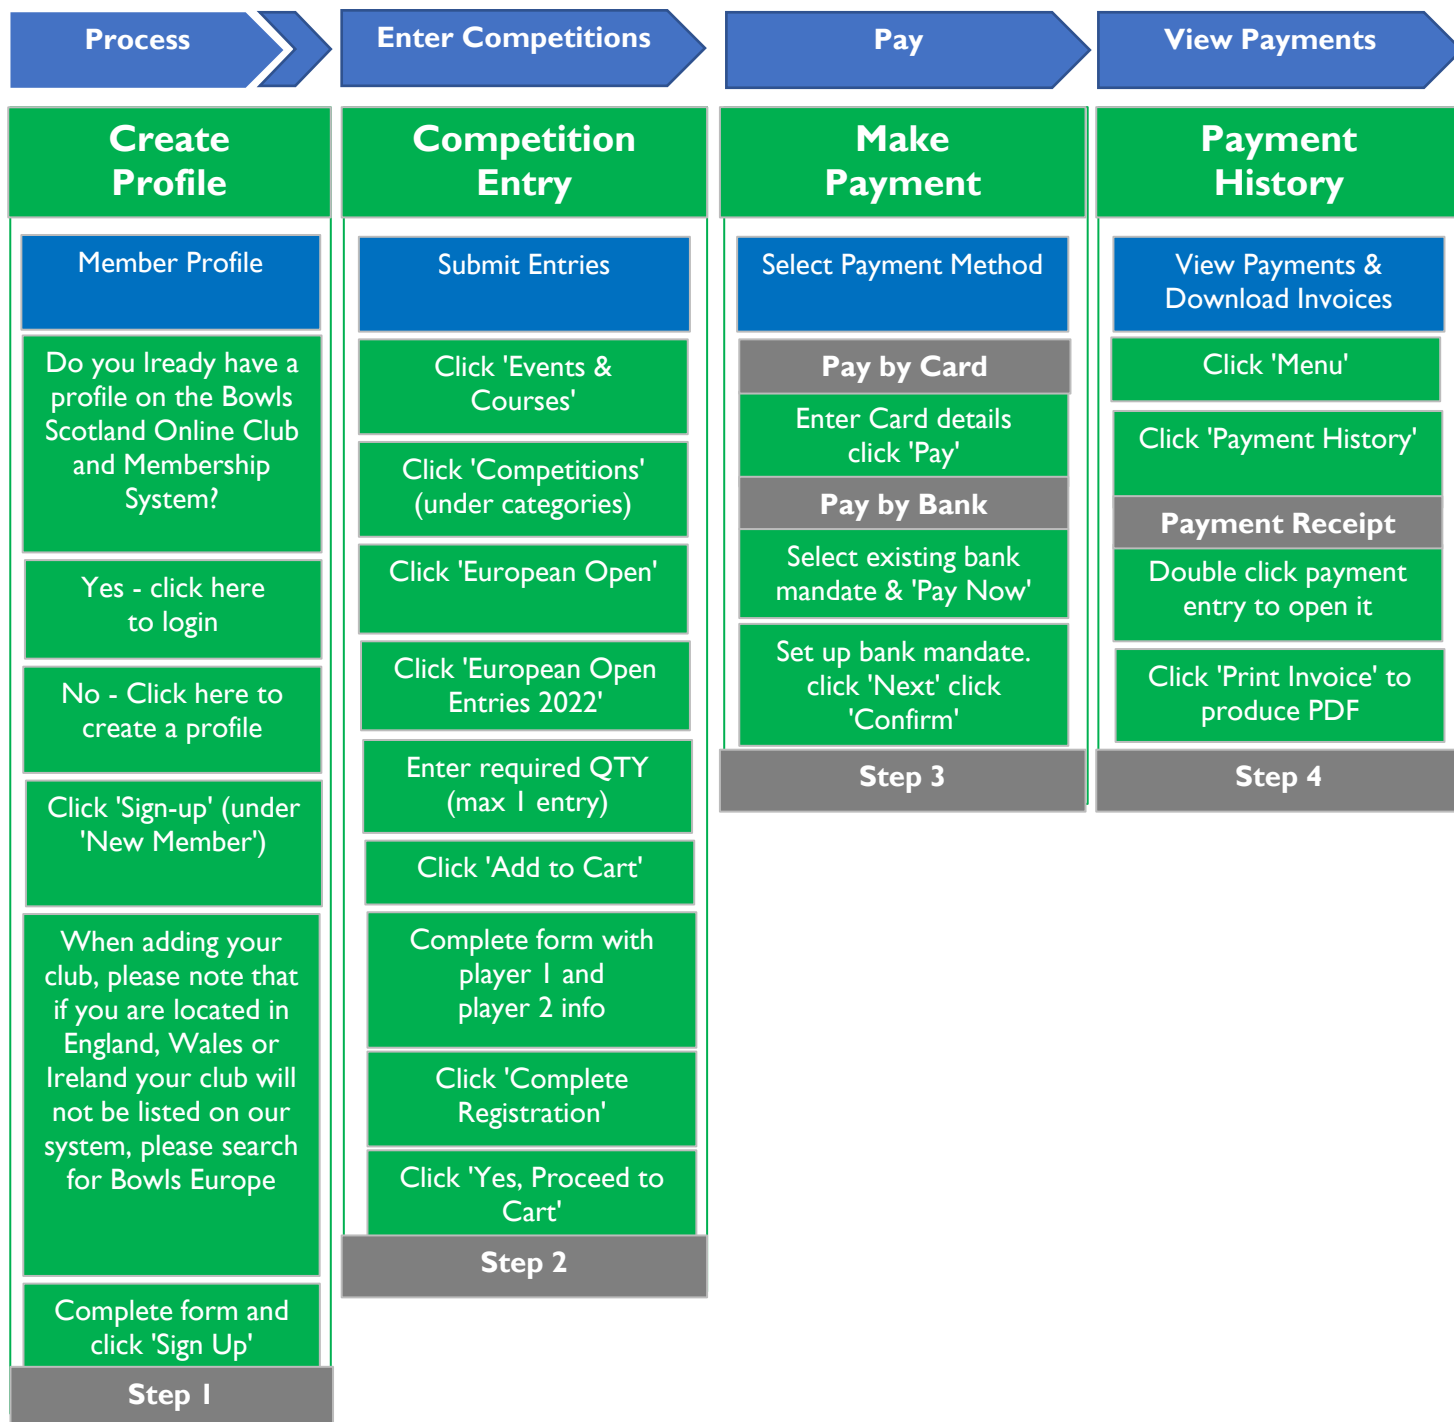 Process
Enter Competitions
Pay
View Payments
Create
Profile
Member Profile
Do you lready have a
profile on the Bowls
Scotland Online Club
and Membership
System?
Yes - click here
to login
No - Click here to
create a profile
Click 'Sign-up' (under
'New Member')
When adding your
club, please note that
if you are located in
England, Wales or
Ireland your club will
not be listed on our
system, please search
for Bowls Europe
Complete form and
click 'Sign Up'
Step 1
Competition
Entry
Submit Entries
Click 'Events &
Courses'
Click 'Competitions'
(under categories)
Click 'European Open'
Click 'European Open
Entries 2022'
Enter required QTY
(max 1 entry)
Click 'Add to Cart'
Complete form with
player 1 and
player 2 info
Click 'Complete
Registration'
Click 'Yes, Proceed to
Cart'
Step 2
Make
Payment
Select Payment Method
Pay by Card
Enter Card details
click 'Pay'
Pay by Bank
Select existing bank
mandate & 'Pay Now'
Set up bank mandate.
click 'Next' click
'Confirm'
Step 3
Payment
History
View Payments &
Download Invoices
Click 'Menu'
Click 'Payment History'
Payment Receipt
Double click payment
entry to open it
Click 'Print Invoice' to
produce PDF
Step 4